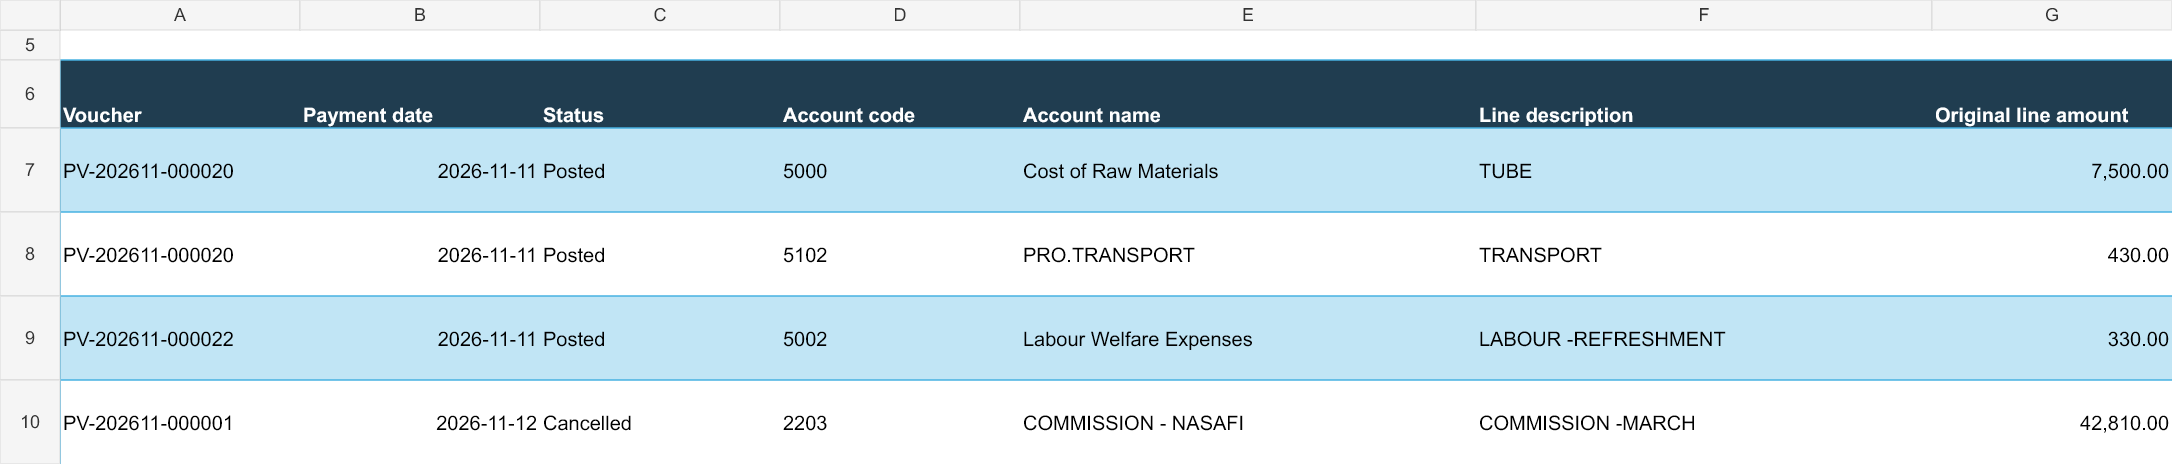 A B C D E F G
5
6 Voucher Payment date Status Account code Account name Line description Original line amount
7 PV-202611-000020 2026-11-11 Posted 5000 Cost of Raw Materials TUBE 7,500.00
8 PV-202611-000020 2026-11-11 Posted 5102 PRO.TRANSPORT TRANSPORT 430.00
9 PV-202611-000022 2026-11-11 Posted 5002 Labour Welfare Expenses LABOUR -REFRESHMENT 330.00
10 PV-202611-000001 2026-11-12 Cancelled 2203 COMMISSION - NASAFI COMMISSION -MARCH 42,810.00